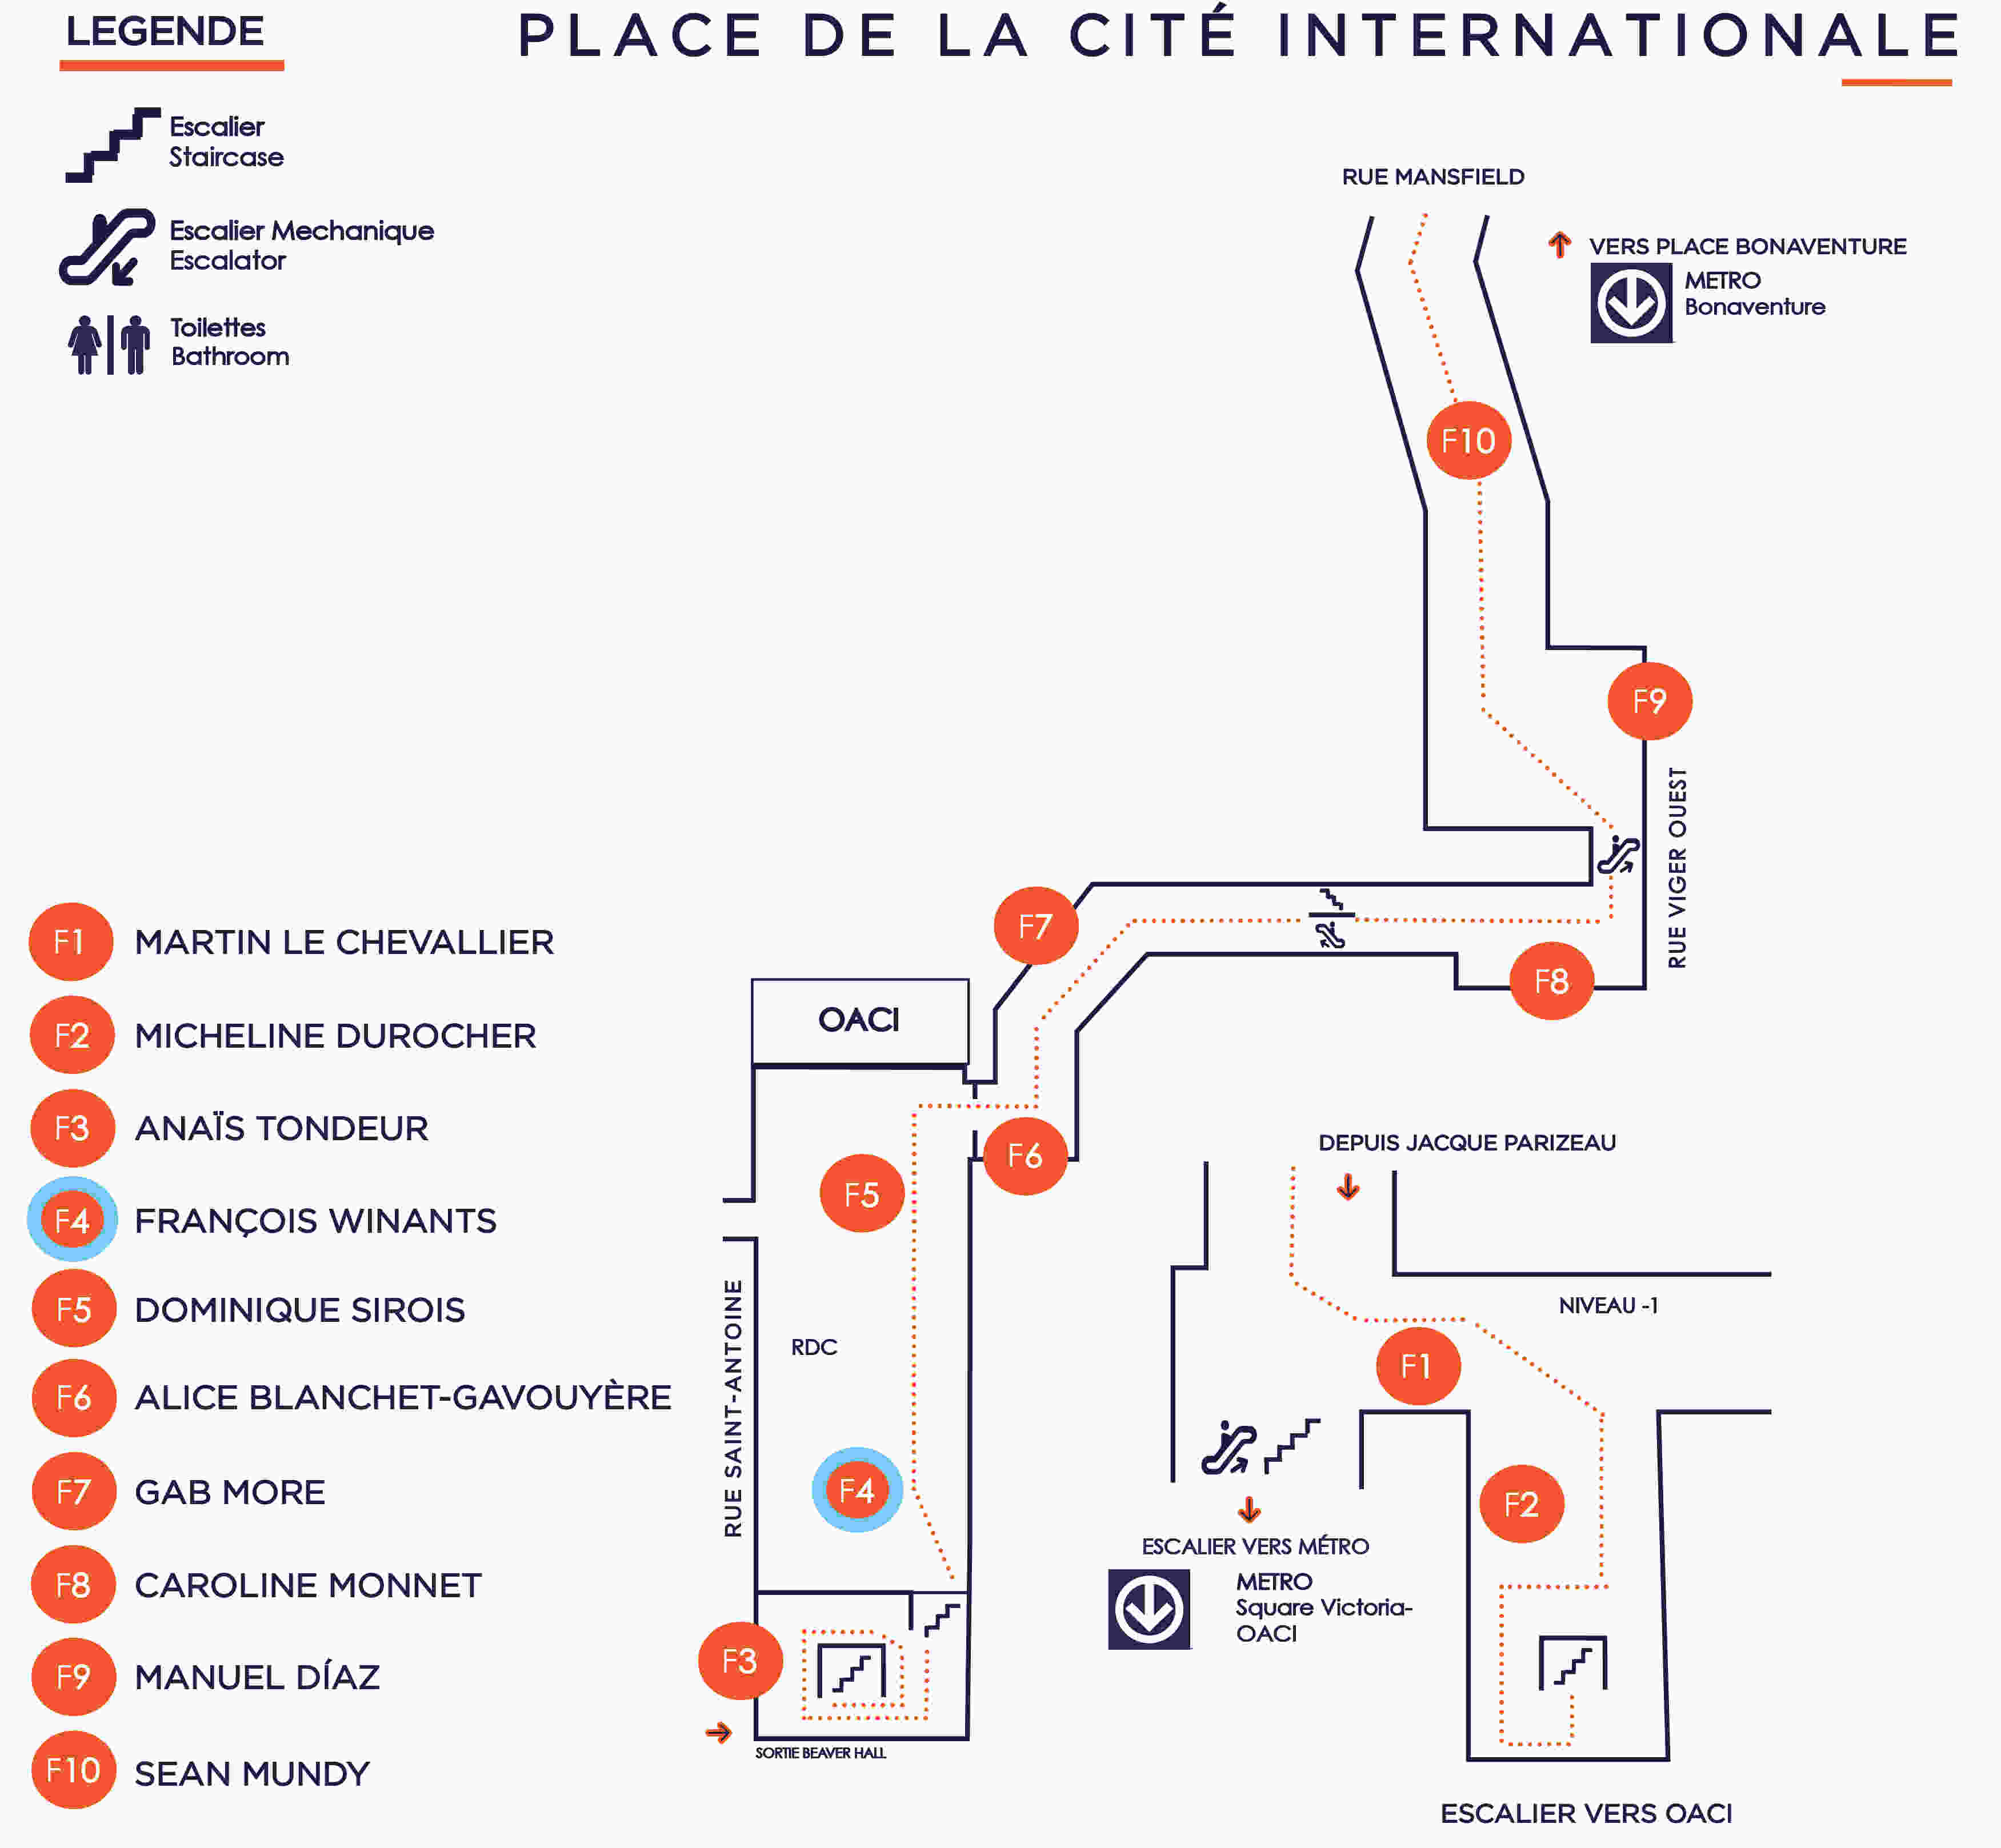 LEGENDE
PLACE DE LA CITÉ INTERNATIONALE
Escalier
Staircase
Escalier Mechanique
Escalator
Toilettes
Bathroom
RUE MANSFIELD
VERS PLACE BONAVENTURE
METRO
Bonaventure
F10
F9
RUE VIGER OUEST
F7
F8
OACI
F6
F5
RUE SAINT-ANTOINE
RDC
F4
F3
SORTIE BEAVER HALL
DEPUIS JACQUE PARIZEAU
NIVEAU -1
F1
F2
ESCALIER VERS MÉTRO
METRO
Square Victoria-
OACI
ESCALIER VERS OACI
F1 MARTIN LE CHEVALLIER
F2 MICHELINE DUROCHER
F3 ANAÏS TONDEUR
F4 FRANÇOIS WINANTS
F5 DOMINIQUE SIROIS
F6 ALICE BLANCHET-GAVOUYÈRE
F7 GAB MORE
F8 CAROLINE MONNET
F9 MANUEL DÍAZ
F10 SEAN MUNDY